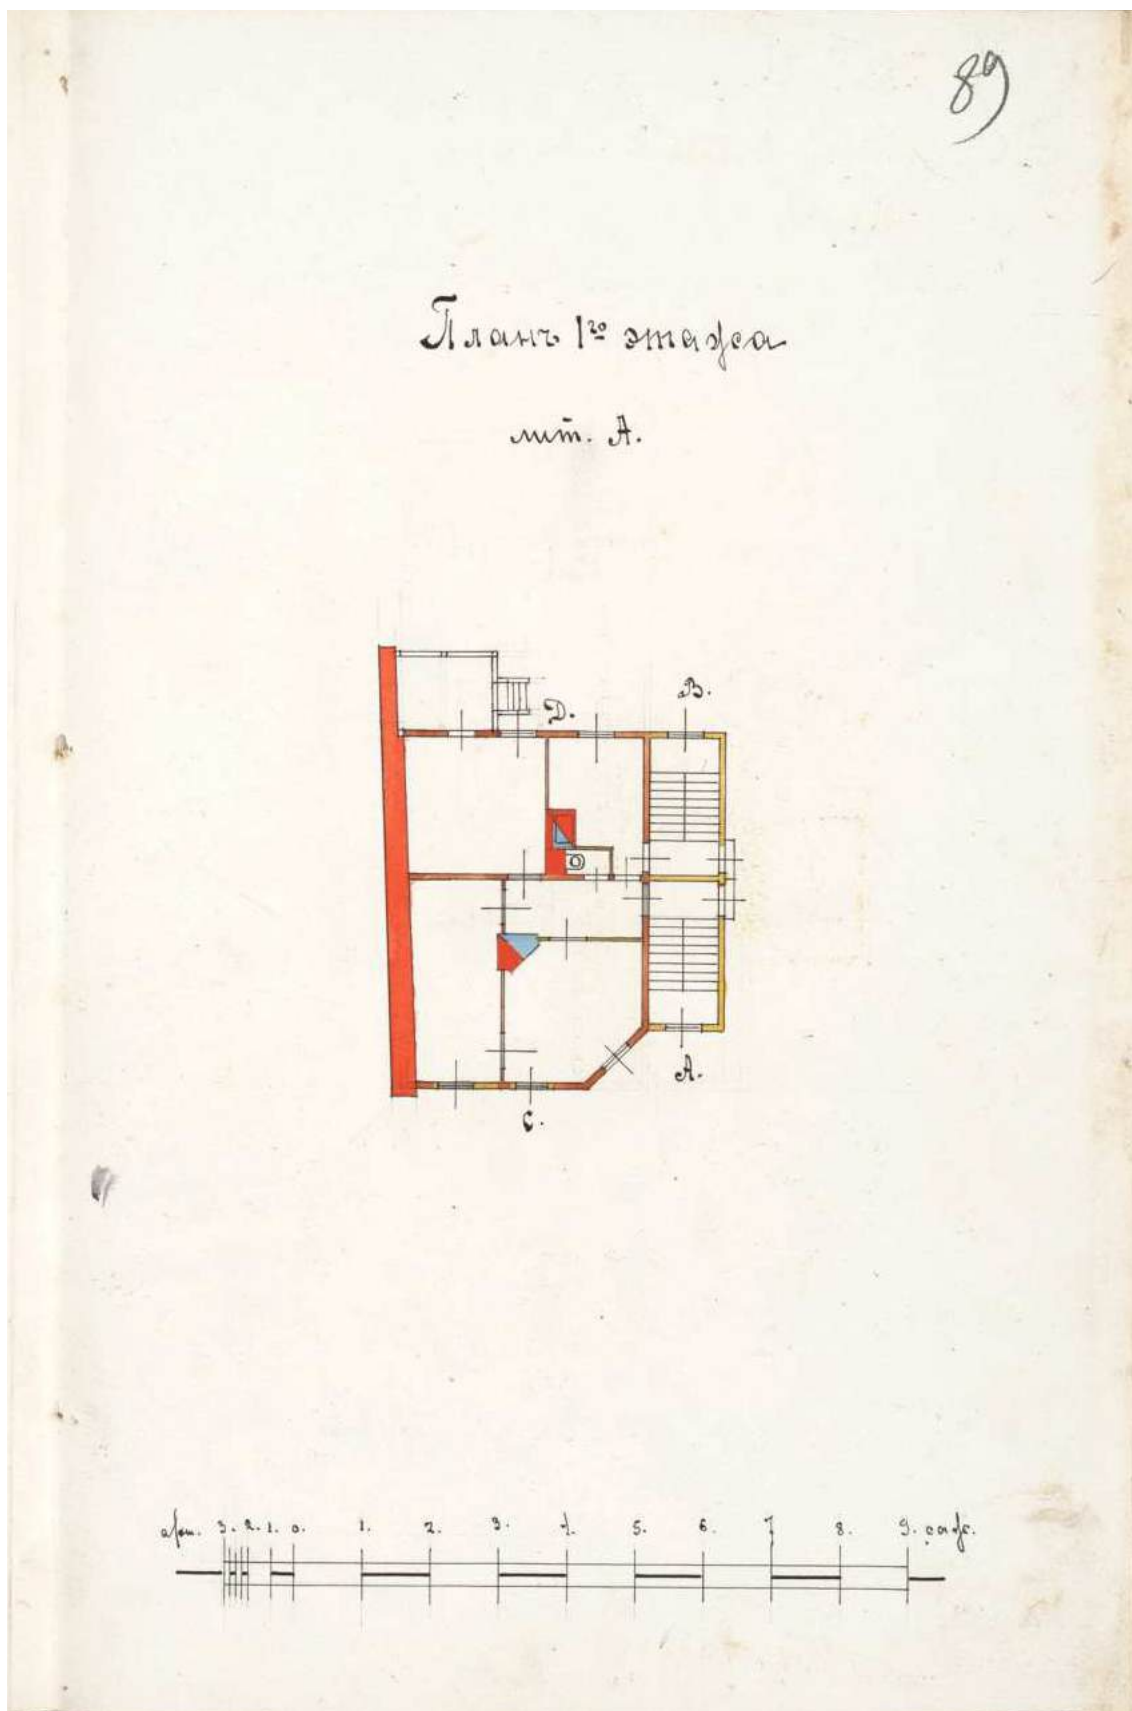 89
Планъ 1го этажа
лит. А.
В.
Д.
А.
С.
арш. 3. 2. 1. 0. 1. 2. 3. 4. 5. 6. 7 8. 9. саж.